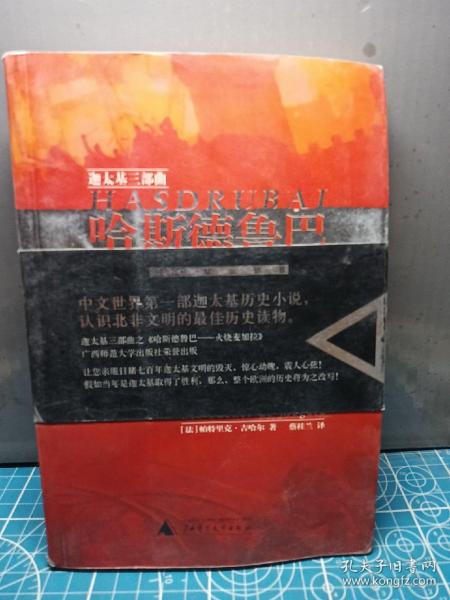 迦太基三部曲
HASDRUBAL
哈斯德鲁巴
中文世界第一部迦太基历史小说，
认识北非文明的最佳历史读物。
迦太基三部曲之《哈斯德鲁巴——火烧麦加拉》
广西师范大学出版社荣誉出版
让您亲眼目睹七百年迦太基文明的毁灭，惊心动魄，震人心弦！
假如当年是迦太基取得了胜利，那么，整个欧洲的历史将为之改写！
［法］帕特里克·吉哈尔 著 蔡桂兰 译
广西师范大学出版社
孔夫子旧书网
www.kongfz.com